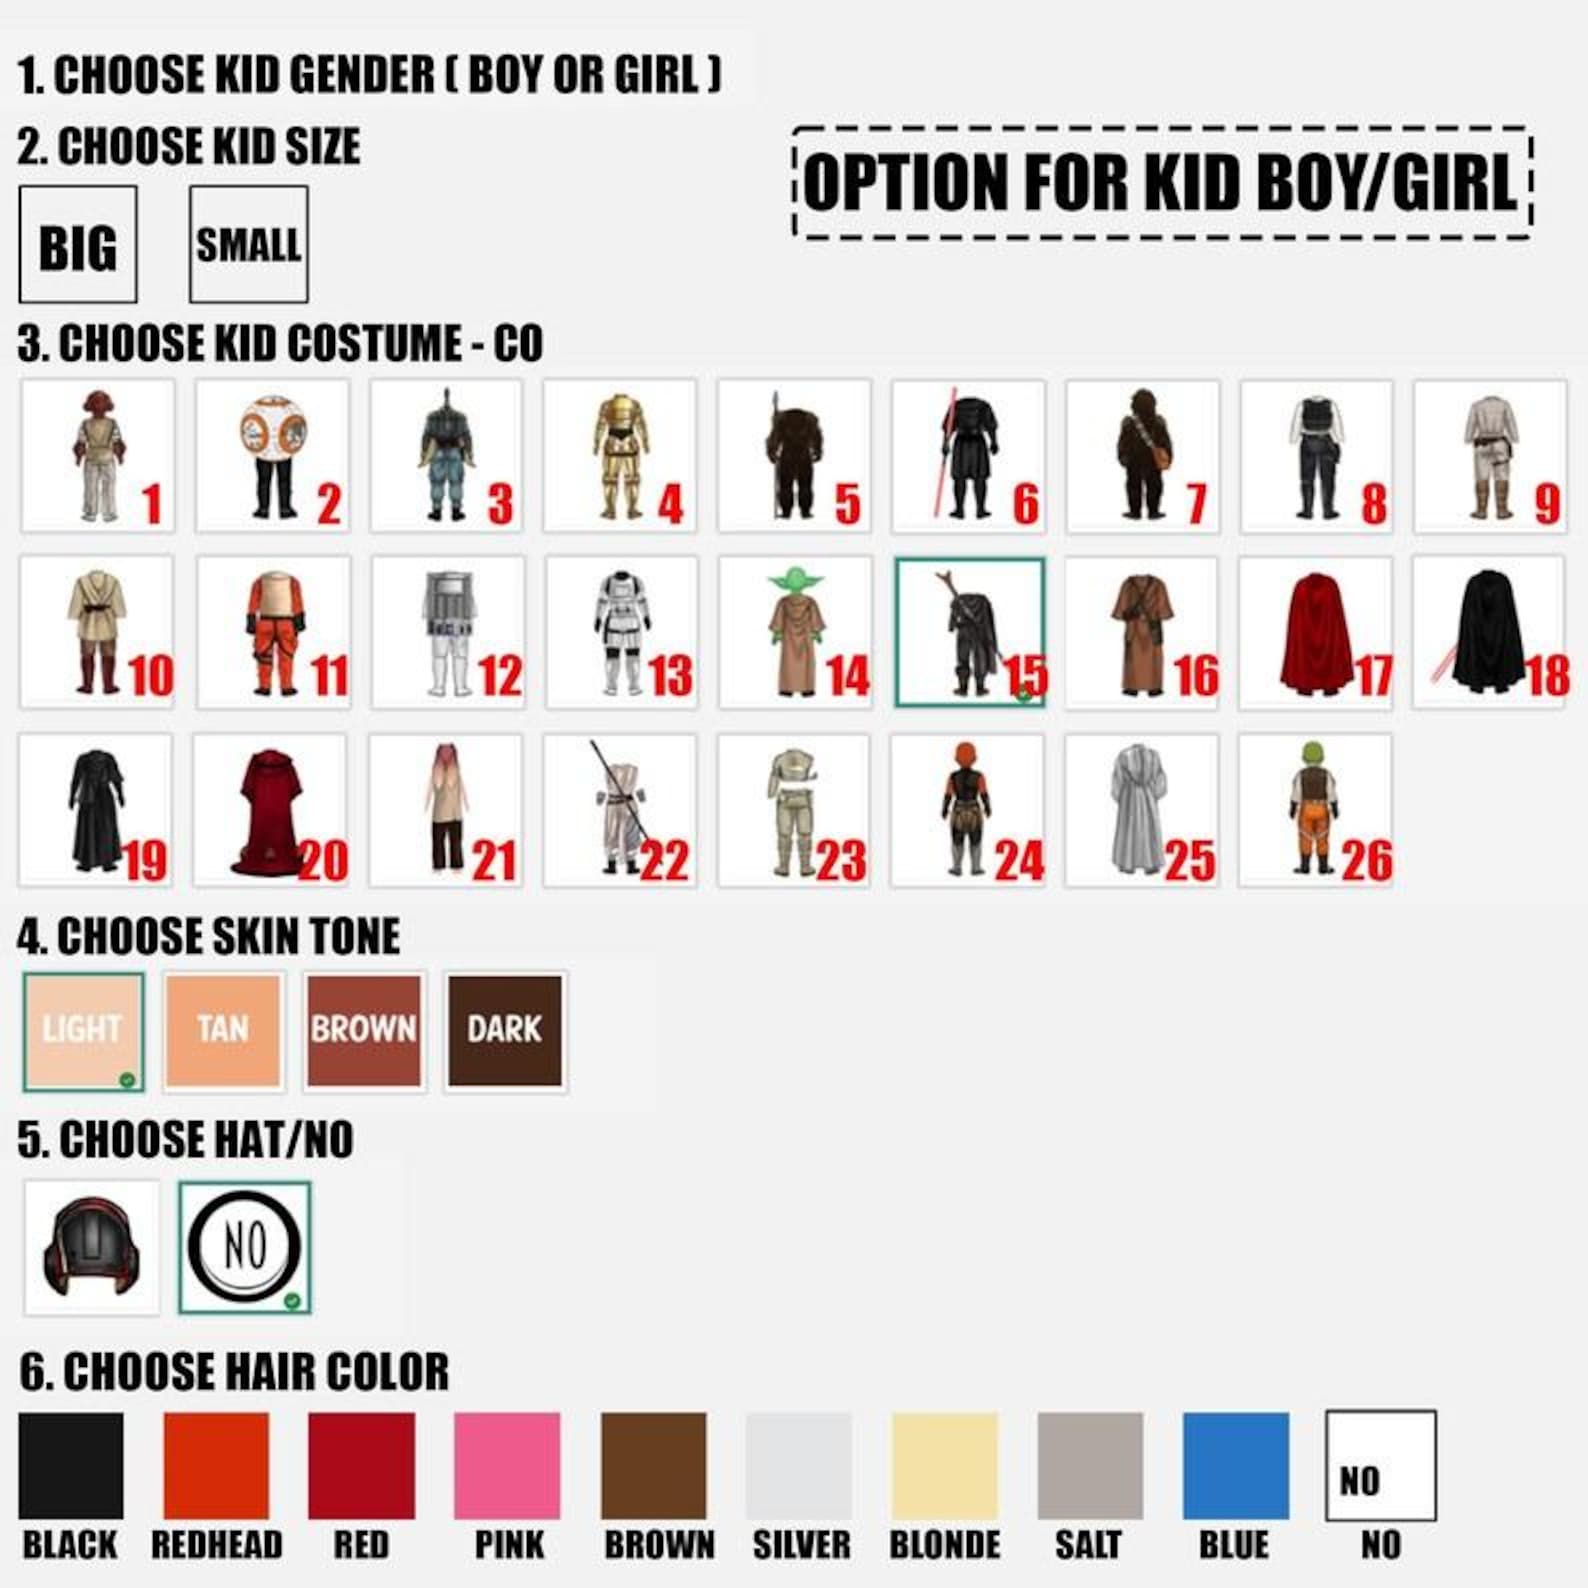 1. CHOOSE KID GENDER ( BOY OR GIRL )
2. CHOOSE KID SIZE
OPTION FOR KID BOY/GIRL
BIG SMALL
3. CHOOSE KID COSTUME - CO
1 2 3 4 5 6 7 8 9
10 11 12 13 14 15 16 17 18
19 20 21 22 23 24 25 26
4. CHOOSE SKIN TONE
LIGHT TAN BROWN DARK
5. CHOOSE HAT/NO
NO
6. CHOOSE HAIR COLOR
NO
BLACK REDHEAD RED PINK BROWN SILVER BLONDE SALT BLUE NO